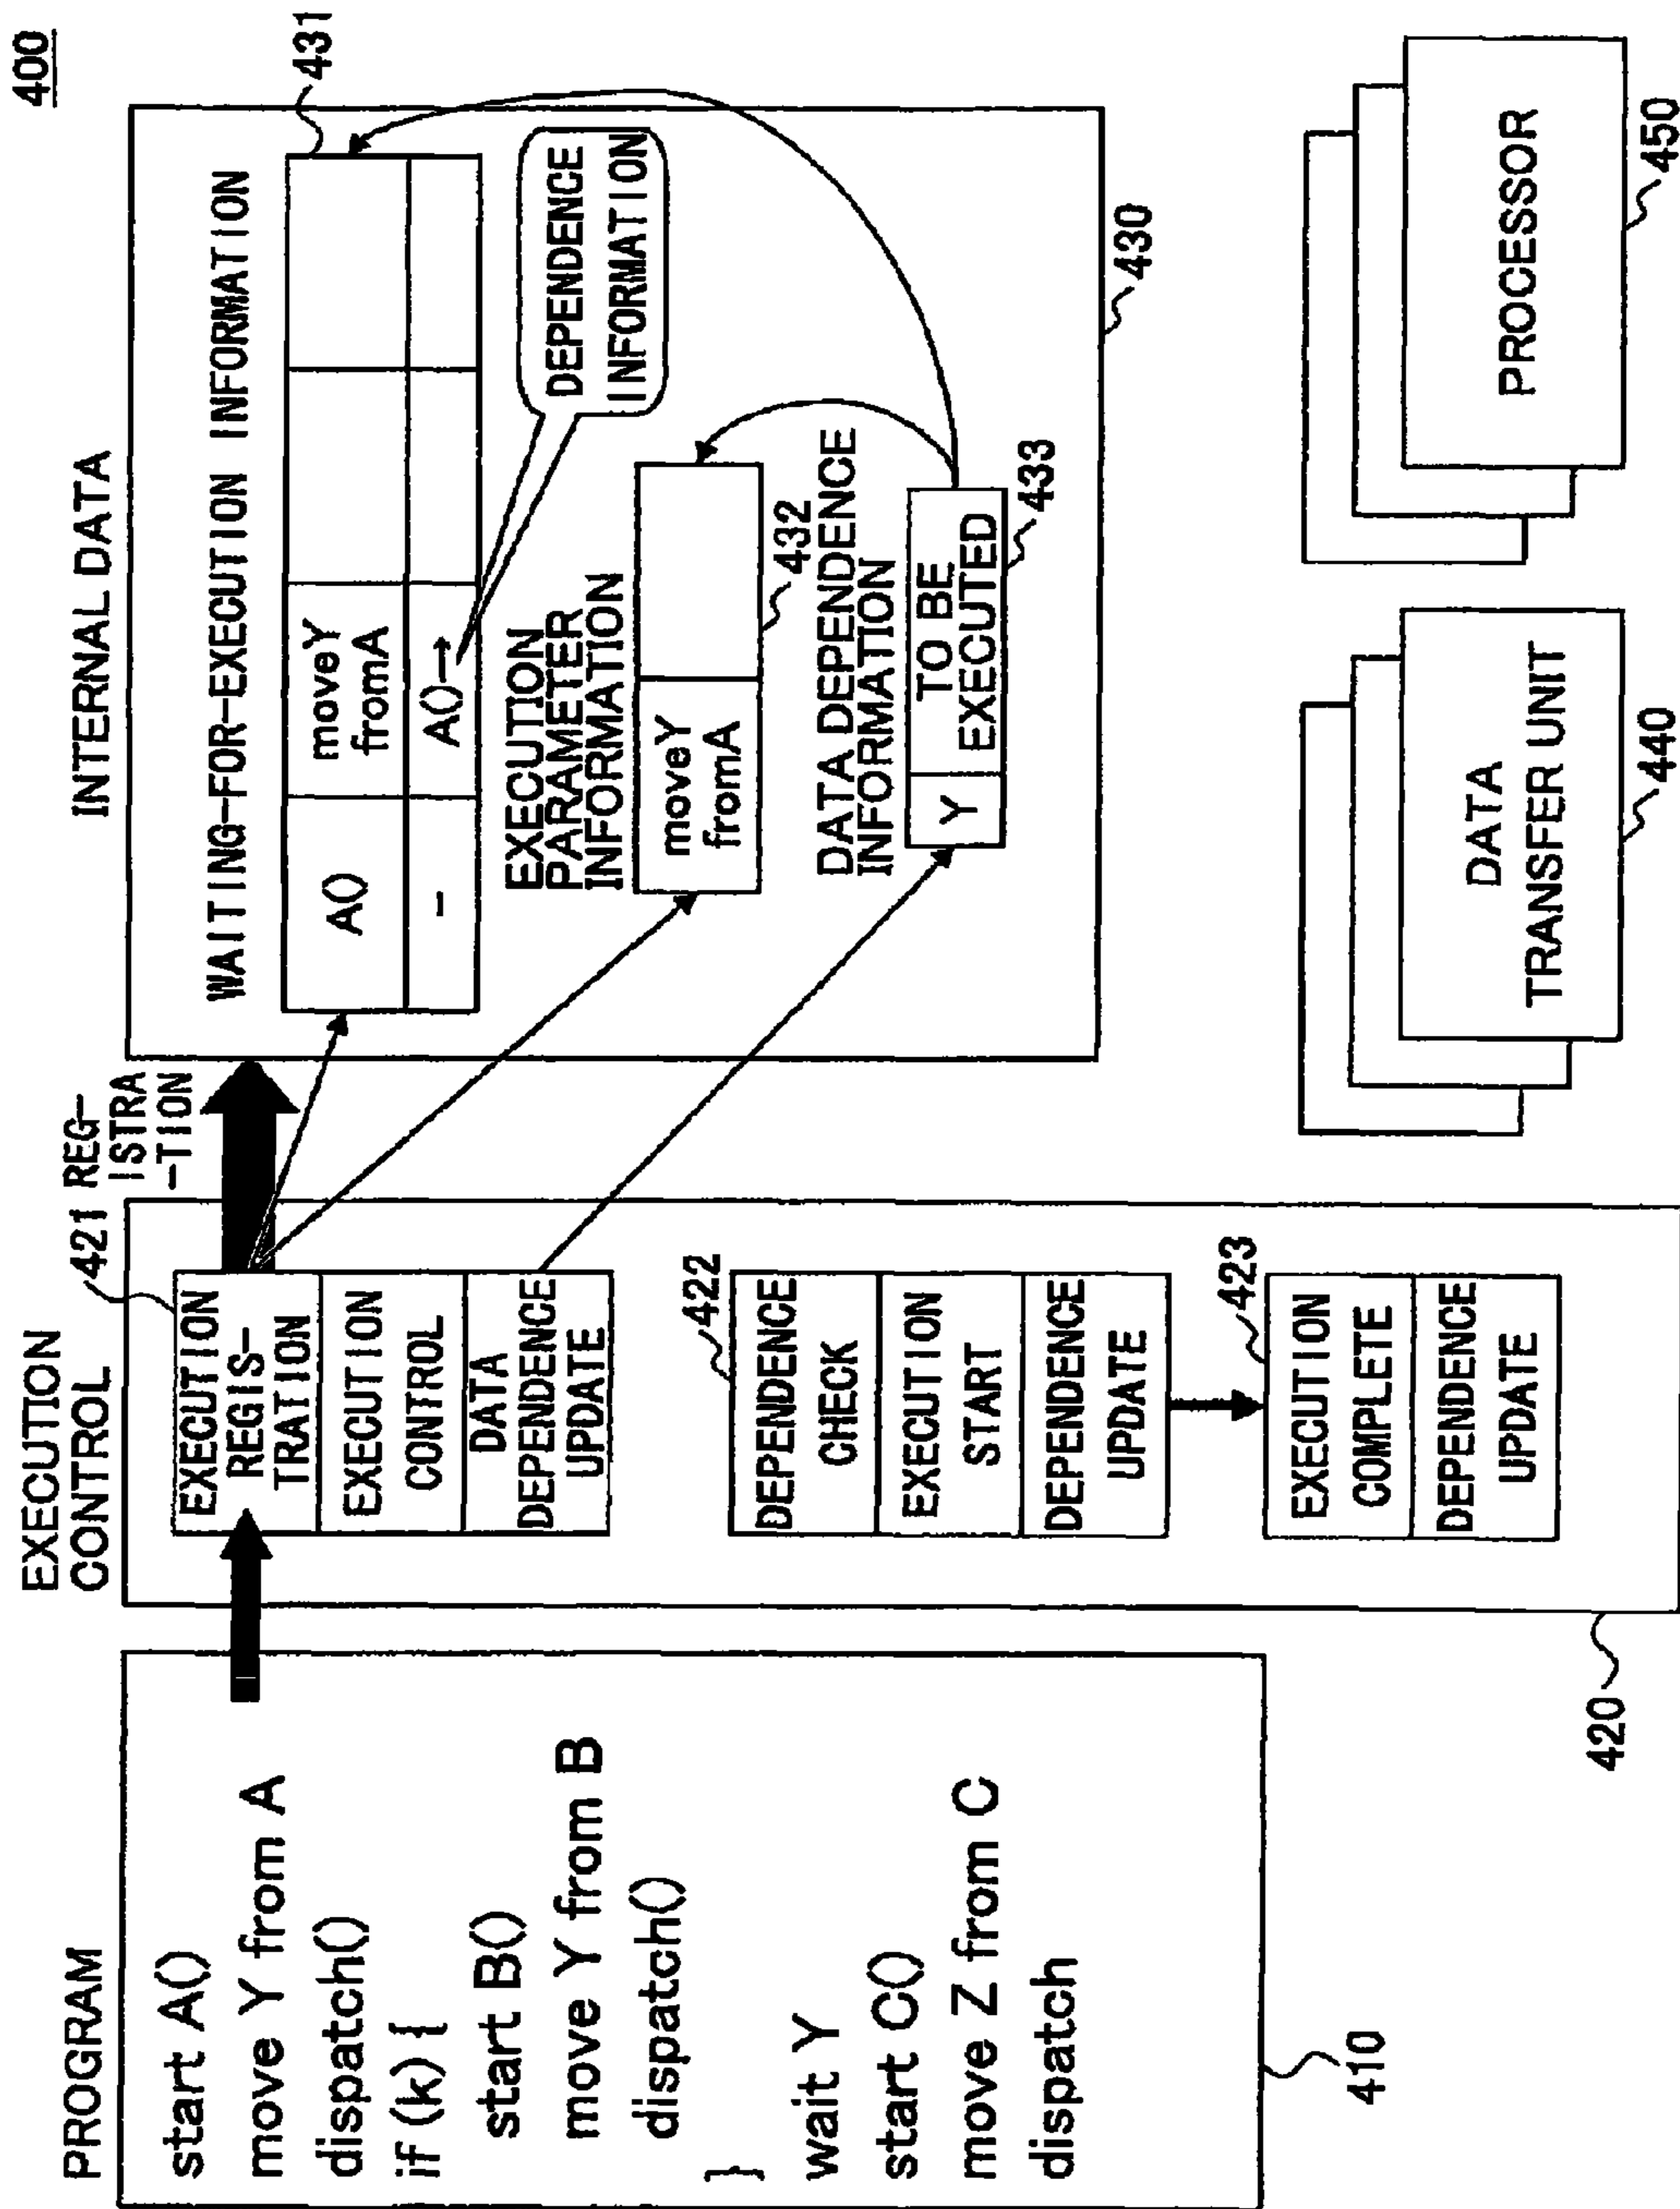 400
PROGRAM
start A()
move Y from A
dispatch()
if (k) {
start B()
move Y from B
dispatch()
}
wait Y
start C()
move Z from C
dispatch
410
EXECUTION
CONTROL
421
EXECUTION
REGIS-
TRATION
EXECUTION
CONTROL
DATA
DEPENDENCE
UPDATE
422
DEPENDENCE
CHECK
EXECUTION
START
DEPENDENCE
UPDATE
423
EXECUTION
COMPLETE
DEPENDENCE
UPDATE
420
REG-
ISTRA
-TION
INTERNAL DATA
WAITING-FOR-EXECUTION INFORMATION
431
A()
moveY
fromA
-
A()→
DEPENDENCE
INFORMATION
EXECUTION
PARAMETER
INFORMATION
moveY
fromA
432
DATA DEPENDENCE
INFORMATION
Y
TO BE
EXECUTED
433
430
DATA
TRANSFER UNIT
440
PROCESSOR
450